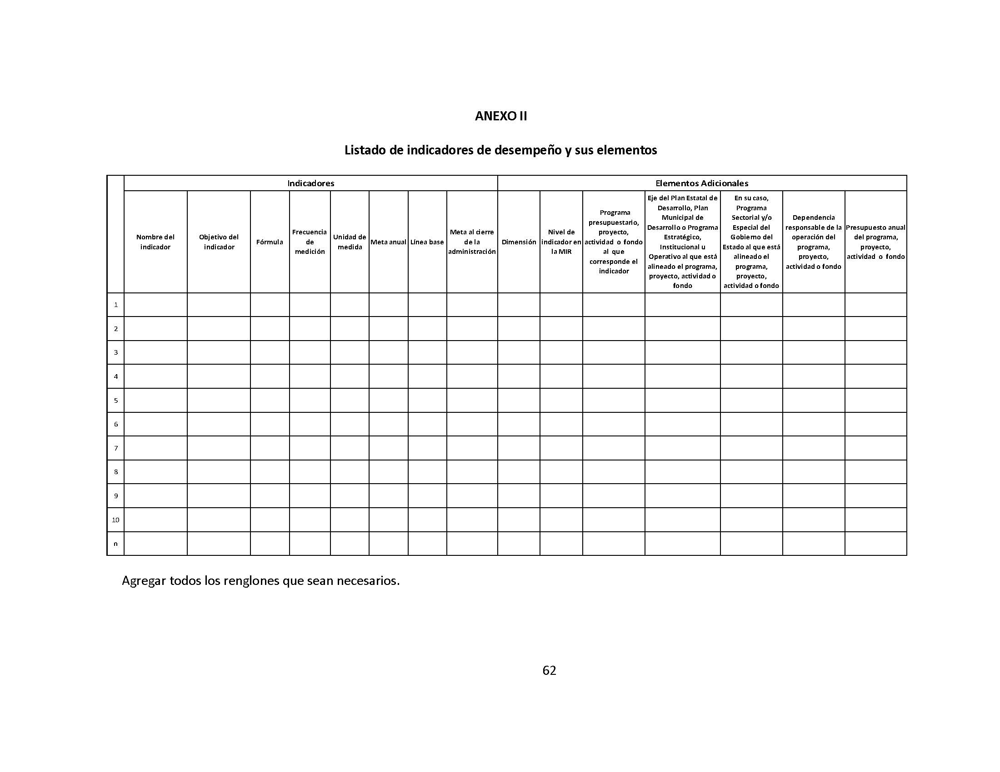 ANEXO II
Listado de indicadores de desempeño y sus elementos
Indicadores
Elementos Adicionales
Nombre del
indicador
Objetivo del
indicador
Fórmula
Frecuencia
de
medición
Unidad de
medida
Meta anual
Línea base
Meta al cierre
de la
administración
Dimensión
Nivel de
indicador en
la MIR
Programa
presupuestario,
proyecto,
actividad o fondo
al que
corresponde el
indicador
Eje del Plan Estatal de
Desarrollo, Plan
Municipal de
Desarrollo o Programa
Estratégico,
Institucional u
Operativo al que está
alineado el programa,
proyecto, actividad o
fondo
En su caso,
Programa
Sectorial y/o
Especial del
Gobierno del
Estado al que está
alineado el
programa,
proyecto,
actividad o fondo
Dependencia
responsable de la
operación del
programa,
proyecto,
actividad o fondo
Presupuesto anual
del programa,
proyecto,
actividad o fondo
1
2
3
4
5
6
7
8
9
10
n
Agregar todos los renglones que sean necesarios.
62